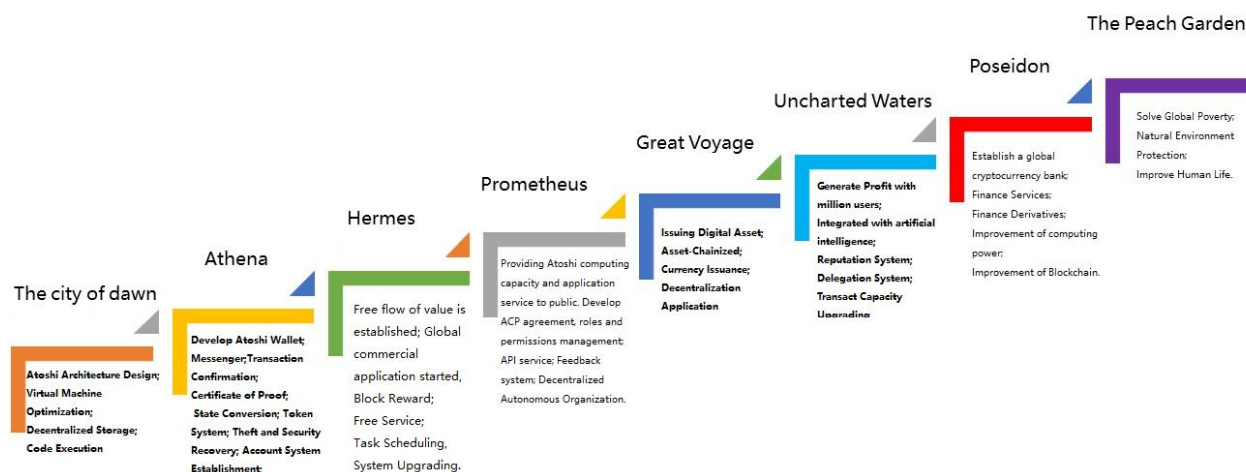 The city of dawn
Atoshi Architecture Design;
Virtual Machine
Optimization;
Decentralized Storage;
Code Execution
Athena
Develop Atoshi Wallet;
Messenger;Transaction
Confirmation;
Certificate of Proof;
State Conversion; Token
System; Theft and Security
Recovery; Account System
Establishment;
Hermes
Free flow of value is
established; Global
commercial
application started,
Block Reward;
Free Service;
Task Scheduling,
System Upgrading.
Prometheus
Providing Atoshi computing
capacity and application
service to public. Develop
ACP agreement, roles and
permissions management;
API service; Feedback
system; Decentralized
Autonomous Organization.
Great Voyage
Issuing Digital Asset;
Asset-Chainized;
Currency Issuance;
Decentralization
Application
Uncharted Waters
Generate Profit with
million users;
Integrated with artificial
intelligence;
Reputation System;
Delegation System;
Transact Capacity
Upgrading
Poseidon
Establish a global
cryptocurrency bank;
Finance Services;
Finance Derivatives;
Improvement of computing
power;
Improvement of Blockchain.
The Peach Garden
Solve Global Poverty;
Natural Environment
Protection;
Improve Human Life.